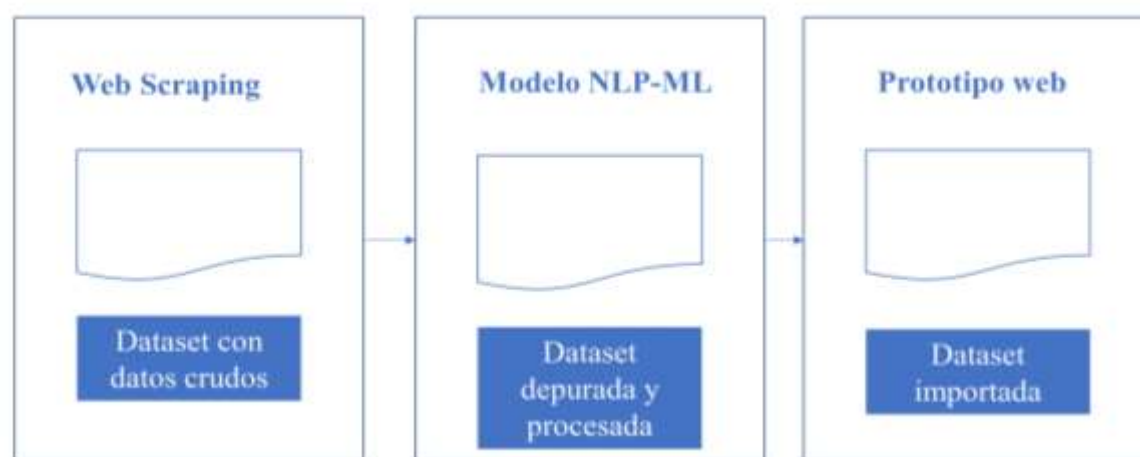 Web Scraping
Dataset con
datos crudos
Modelo NLP-ML
Dataset
depurada y
procesada
Prototipo web
Dataset
importada